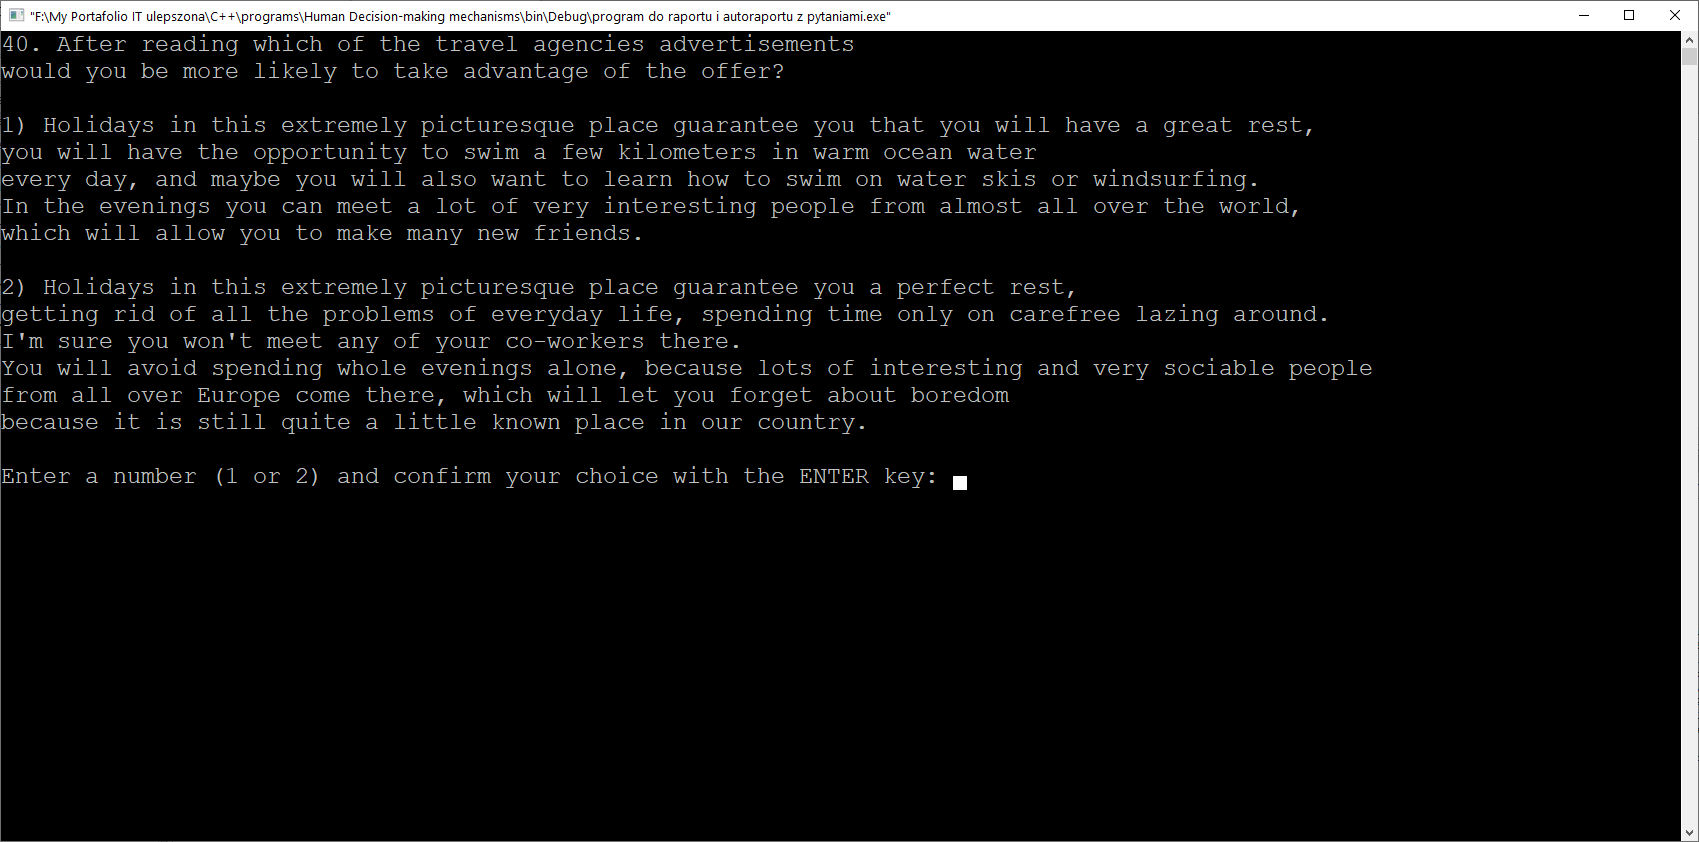 "F:\My Portafolio IT ulepszona\C++\programs\Human Decision-making mechanisms\bin\Debug\program do raportu i autoraportu z pytaniami.exe"
40. After reading which of the travel agencies advertisements
would you be more likely to take advantage of the offer?
1) Holidays in this extremely picturesque place guarantee you that you will have a great rest,
you will have the opportunity to swim a few kilometers in warm ocean water
every day, and maybe you will also want to learn how to swim on water skis or windsurfing.
In the evenings you can meet a lot of very interesting people from almost all over the world,
which will allow you to make many new friends.
2) Holidays in this extremely picturesque place guarantee you a perfect rest,
getting rid of all the problems of everyday life, spending time only on carefree lazing around.
I'm sure you won't meet any of your co-workers there.
You will avoid spending whole evenings alone, because lots of interesting and very sociable people
from all over Europe come there, which will let you forget about boredom
because it is still quite a little known place in our country.
Enter a number (1 or 2) and confirm your choice with the ENTER key: